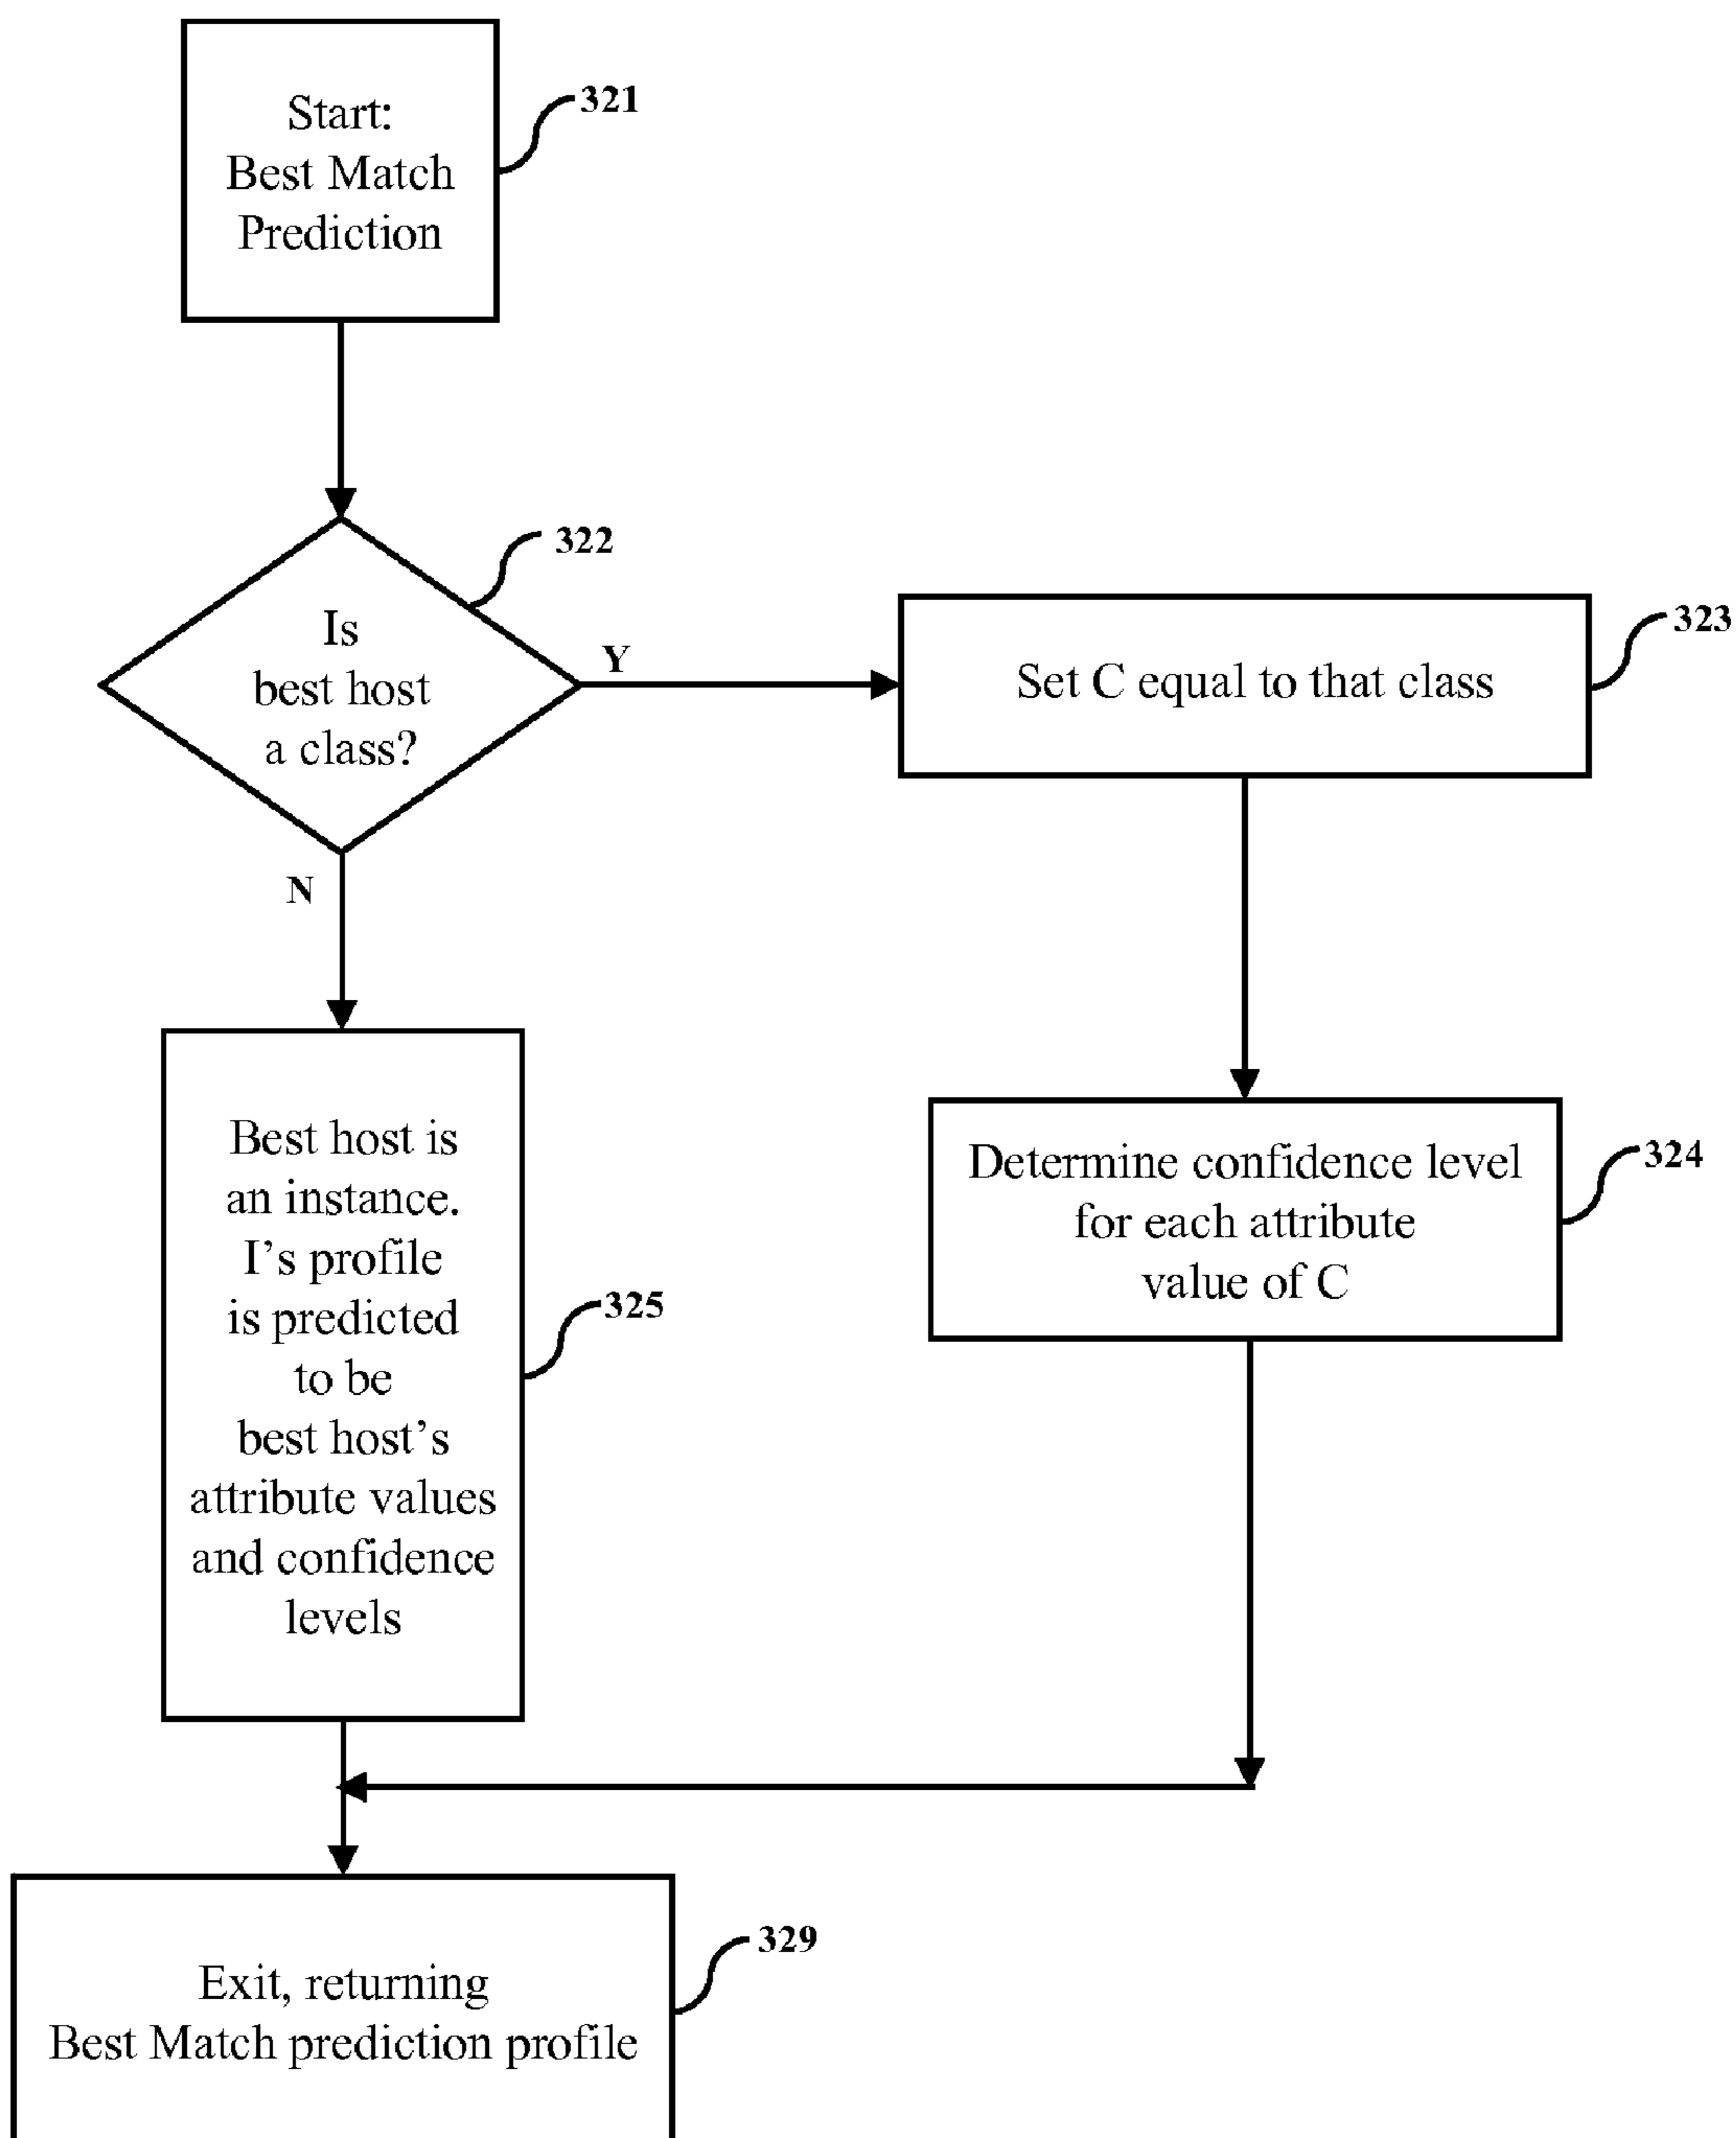 Start:
Best Match
Prediction
321
Is
best host
a class?
322
Y
N
Set C equal to that class
323
Determine confidence level
for each attribute
value of C
324
Best host is
an instance.
I’s profile
is predicted
to be
best host’s
attribute values
and confidence
levels
325
Exit, returning
Best Match prediction profile
329